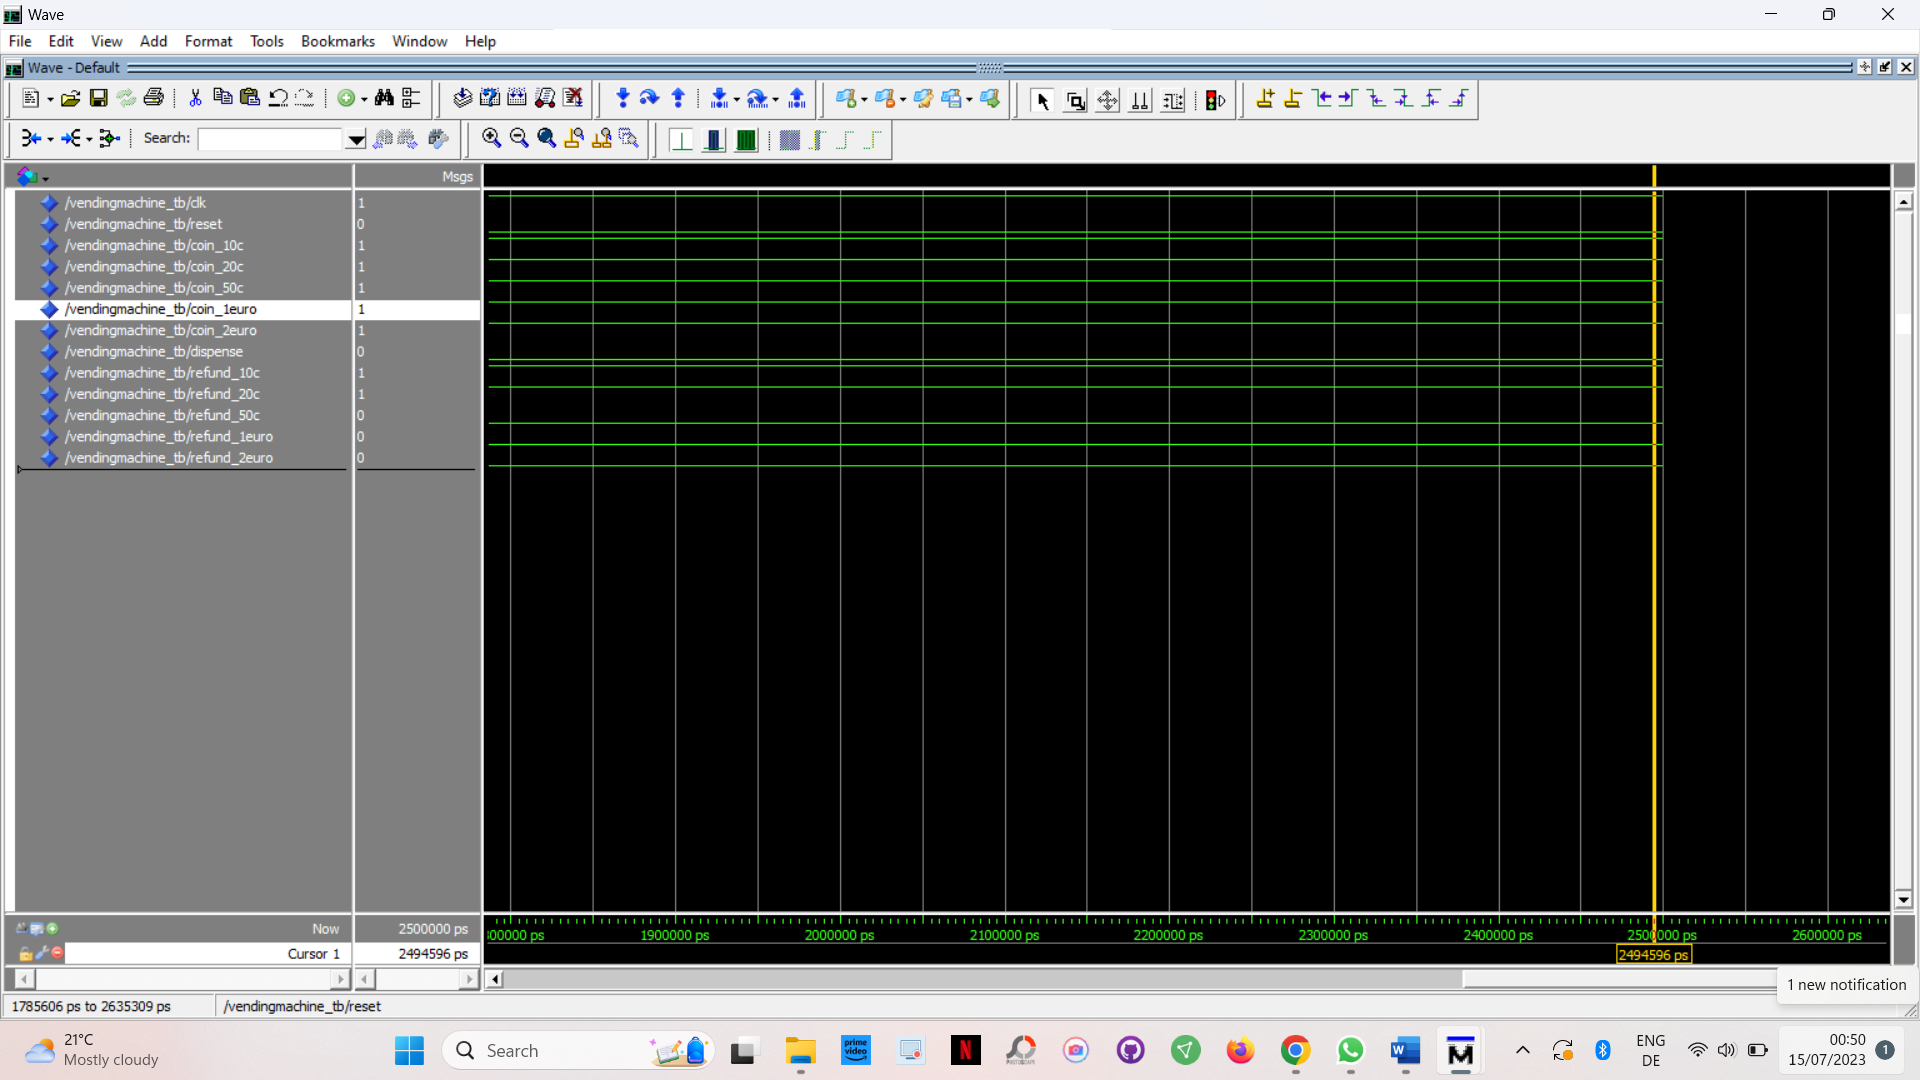 Wave
File Edit View Add Format Tools Bookmarks Window Help
Wave - Default
Search:
Msgs
/vendingmachine_tb/clk 1
/vendingmachine_tb/reset 0
/vendingmachine_tb/coin_10c 1
/vendingmachine_tb/coin_20c 1
/vendingmachine_tb/coin_50c 1
/vendingmachine_tb/coin_1euro 1
/vendingmachine_tb/coin_2euro 1
/vendingmachine_tb/dispense 0
/vendingmachine_tb/refund_10c 1
/vendingmachine_tb/refund_20c 1
/vendingmachine_tb/refund_50c 0
/vendingmachine_tb/refund_1euro 0
/vendingmachine_tb/refund_2euro 0
Now 2500000 ps 00000 ps 1900000 ps 2000000 ps 2100000 ps 2200000 ps 2300000 ps 2400000 ps 2500000 ps 2600000 ps
Cursor 1 2494596 ps 2494596 ps
1 new notification
1785606 ps to 2635309 ps /vendingmachine_tb/reset
21°C
Mostly cloudy
Search
prime video
N
W
M
ENG
DE
00:50
15/07/2023
1